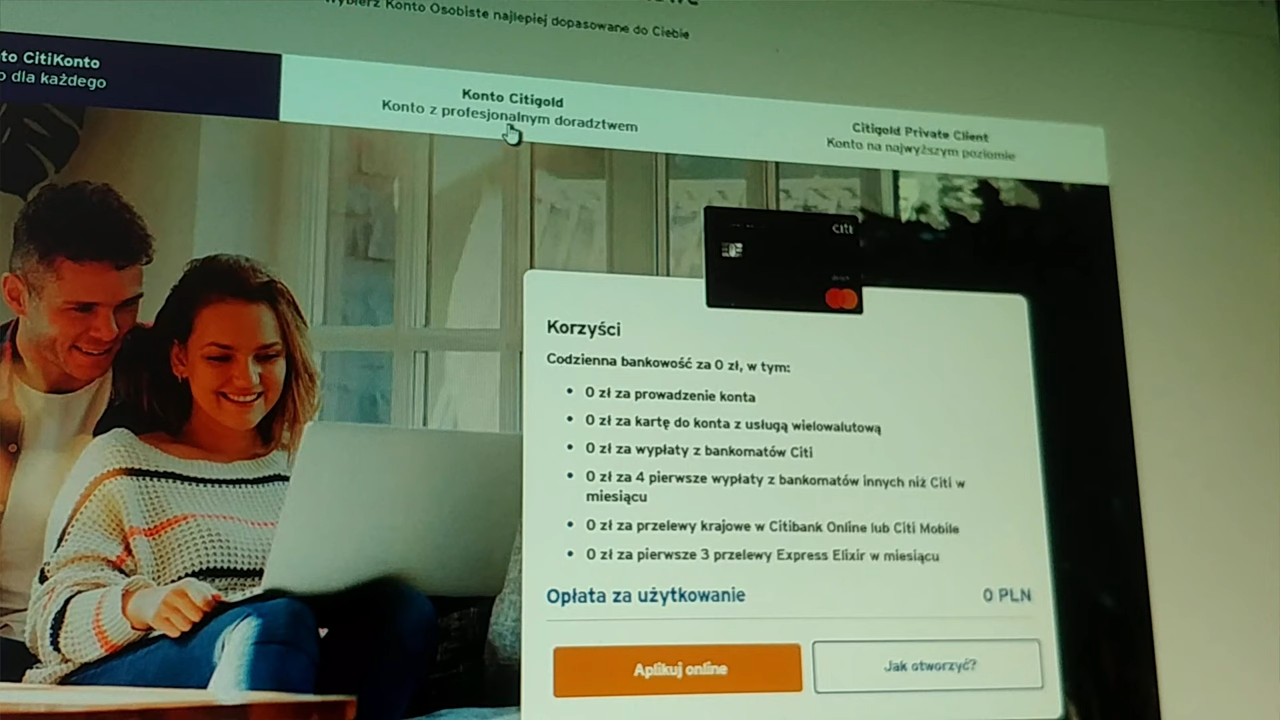 Wybierz Konto Osobiste najlepiej dopasowane do Ciebie
to CitiKonto
o dla każdego
Konto Citigold
Konto z profesjonalnym doradztwem
Citigold Private Client
Konto na najwyższym poziomie
citi
Korzyści
Codzienna bankowość za 0 zł, w tym:
• 0 zł za prowadzenie konta
• 0 zł za kartę do konta z usługą wielowalutową
• 0 zł za wypłaty z bankomatów Citi
• 0 zł za 4 pierwsze wypłaty z bankomatów innych niż Citi w
miesiącu
• 0 zł za przelewy krajowe w Citibank Online lub Citi Mobile
• 0 zł za pierwsze 3 przelewy Express Elixir w miesiącu
Opłata za użytkowanie 0 PLN
Aplikuj online
Jak otworzyć?